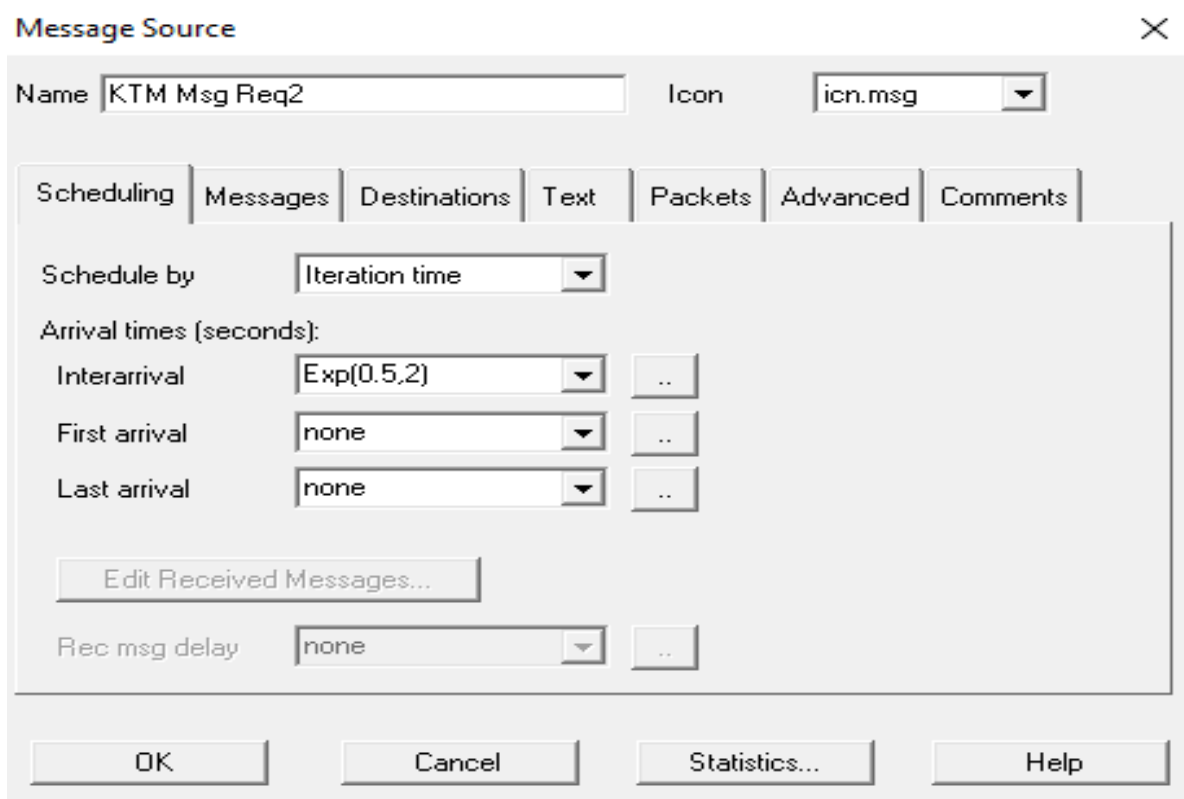 Message Source
Name KTM Msg Req2 Icon icn.msg
Scheduling Messages Destinations Text Packets Advanced Comments
Schedule by Iteration time
Arrival times (seconds):
Interarrival Exp(0.5,2) ..
First arrival none ..
Last arrival none ..
Edit Received Messages...
Rec msg delay none ..
OK Cancel Statistics... Help